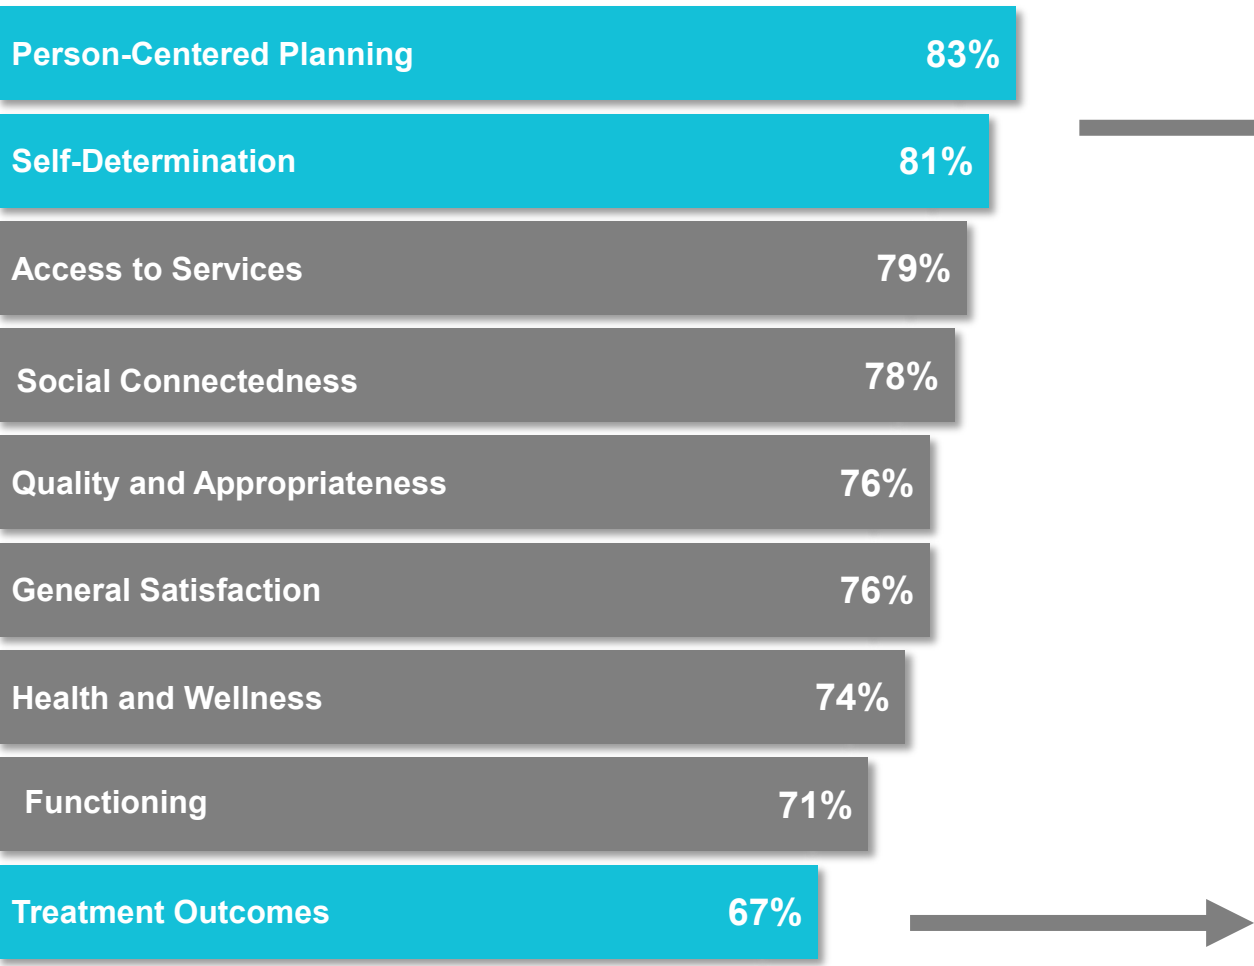 Person-Centered Planning 83%
Self-Determination 81%
Access to Services 79%
Social Connectedness 78%
Quality and Appropriateness 76%
General Satisfaction 76%
Health and Wellness 74%
Functioning 71%
Treatment Outcomes 67%